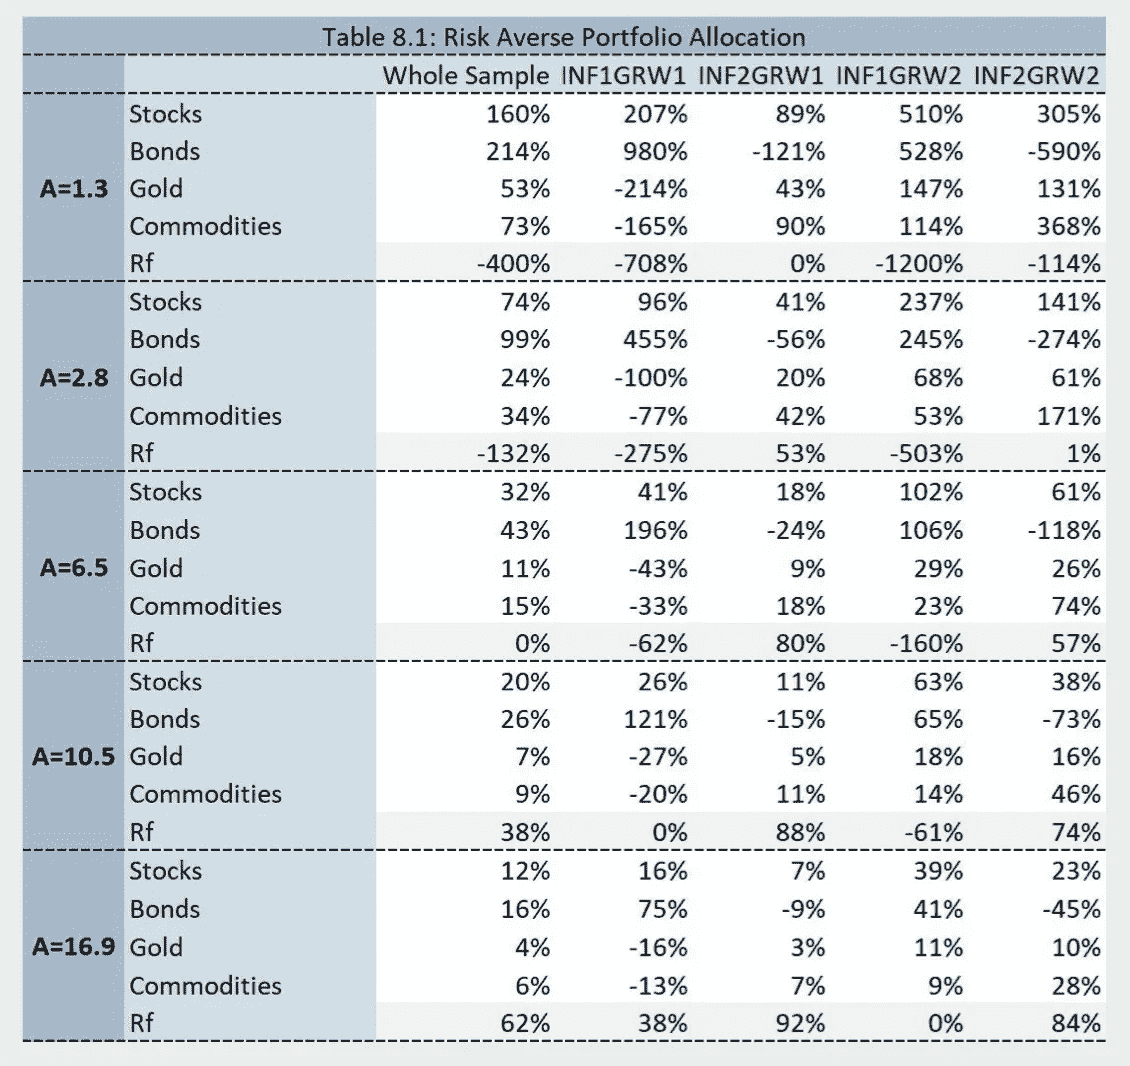 Table 8.1: Risk Averse Portfolio Allocation
Whole Sample INF1GRW1 INF2GRW1 INF1GRW2 INF2GRW2
Stocks 160% 207% 89% 510% 305%
Bonds 214% 980% -121% 528% -590%
A=1.3 Gold 53% -214% 43% 147% 131%
Commodities 73% -165% 90% 114% 368%
Rf -400% -708% 0% -1200% -114%
Stocks 74% 96% 41% 237% 141%
Bonds 99% 455% -56% 245% -274%
A=2.8 Gold 24% -100% 20% 68% 61%
Commodities 34% -77% 42% 53% 171%
Rf -132% -275% 53% -503% 1%
Stocks 32% 41% 18% 102% 61%
Bonds 43% 196% -24% 106% -118%
A=6.5 Gold 11% -43% 9% 29% 26%
Commodities 15% -33% 18% 23% 74%
Rf 0% -62% 80% -160% 57%
Stocks 20% 26% 11% 63% 38%
Bonds 26% 121% -15% 65% -73%
A=10.5 Gold 7% -27% 5% 18% 16%
Commodities 9% -20% 11% 14% 46%
Rf 38% 0% 88% -61% 74%
Stocks 12% 16% 7% 39% 23%
Bonds 16% 75% -9% 41% -45%
A=16.9 Gold 4% -16% 3% 11% 10%
Commodities 6% -13% 7% 9% 28%
Rf 62% 38% 92% 0% 84%